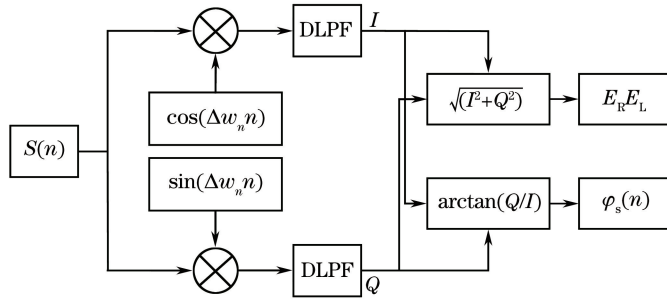 DLPF
I
√(I²+Q²)
E_R E_L
cos(Δw_n n)
S(n)
sin(Δw_n n)
arctan(Q/I)
φ_s(n)
DLPF
Q